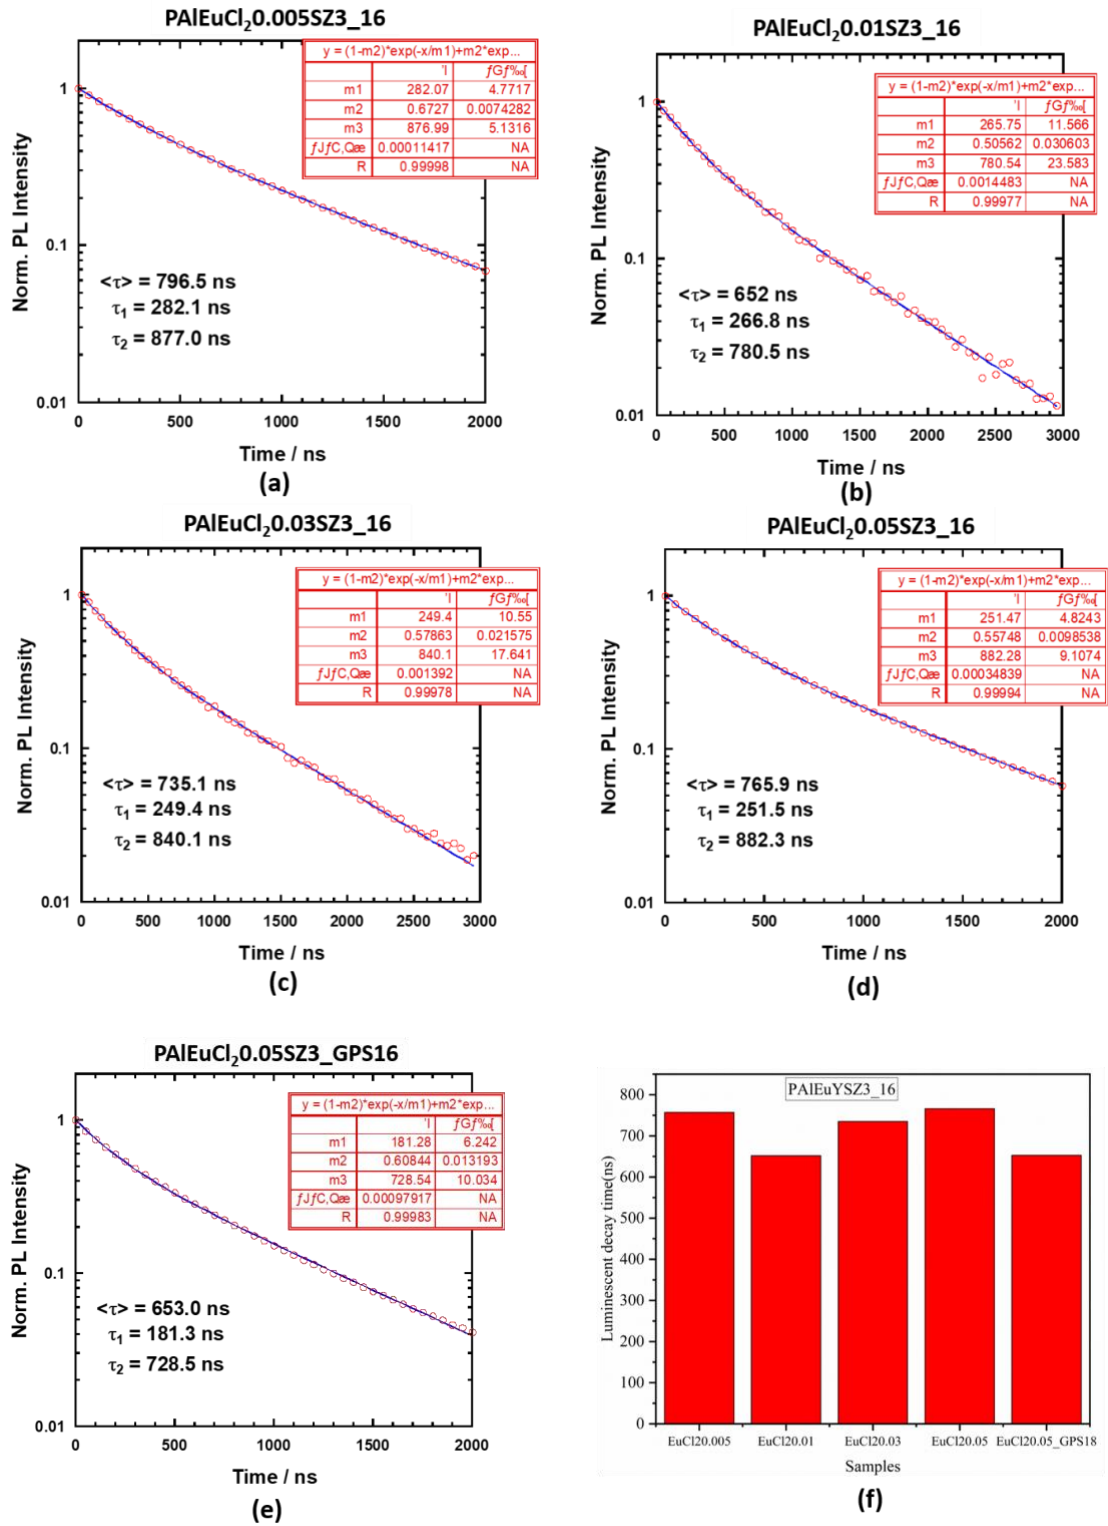 PAlEuCl₂0.005SZ3_16
y = (1-m2)*exp(-x/m1)+m2*exp...
'l ƒGƒ‰[
m1 282.07 4.7717
m2 0.6727 0.0074282
m3 876.99 5.1316
ƒJƒC‚Qæ 0.00011417 NA
R 0.99998 NA
Norm. PL Intensity
1
0.1
0.01
<τ> = 796.5 ns
τ₁ = 282.1 ns
τ₂ = 877.0 ns
0 500 1000 1500 2000
Time / ns
(a)
PAlEuCl₂0.01SZ3_16
y = (1-m2)*exp(-x/m1)+m2*exp...
'l ƒGƒ‰[
m1 265.75 11.566
m2 0.50562 0.030603
m3 780.54 23.583
ƒJƒC‚Qæ 0.0014483 NA
R 0.99977 NA
Norm. PL Intensity
1
0.1
0.01
<τ> = 652 ns
τ₁ = 266.8 ns
τ₂ = 780.5 ns
0 500 1000 1500 2000 2500 3000
Time / ns
(b)
PAlEuCl₂0.03SZ3_16
y = (1-m2)*exp(-x/m1)+m2*exp...
'l ƒGƒ‰[
m1 249.4 10.55
m2 0.57863 0.021575
m3 840.1 17.641
ƒJƒC‚Qæ 0.001392 NA
R 0.99978 NA
Norm. PL Intensity
1
0.1
0.01
<τ> = 735.1 ns
τ₁ = 249.4 ns
τ₂ = 840.1 ns
0 500 1000 1500 2000 2500 3000
Time / ns
(c)
PAlEuCl₂0.05SZ3_16
y = (1-m2)*exp(-x/m1)+m2*exp...
'l ƒGƒ‰[
m1 251.47 4.8243
m2 0.55748 0.0098538
m3 882.28 9.1074
ƒJƒC‚Qæ 0.00034839 NA
R 0.99994 NA
Norm. PL Intensity
1
0.1
0.01
<τ> = 765.9 ns
τ₁ = 251.5 ns
τ₂ = 882.3 ns
0 500 1000 1500 2000
Time / ns
(d)
PAlEuCl₂0.05SZ3_GPS16
y = (1-m2)*exp(-x/m1)+m2*exp...
'l ƒGƒ‰[
m1 181.28 6.242
m2 0.60844 0.013193
m3 728.54 10.034
ƒJƒC‚Qæ 0.00097917 NA
R 0.99983 NA
Norm. PL Intensity
1
0.1
0.01
<τ> = 653.0 ns
τ₁ = 181.3 ns
τ₂ = 728.5 ns
0 500 1000 1500 2000
Time / ns
(e)
PAlEuYSZ3_16
Luminescent decay time(ns)
800
700
600
500
400
300
200
100
0
EuCl20.005 EuCl20.01 EuCl20.03 EuCl20.05 EuCl20.05_GPS18
Samples
(f)